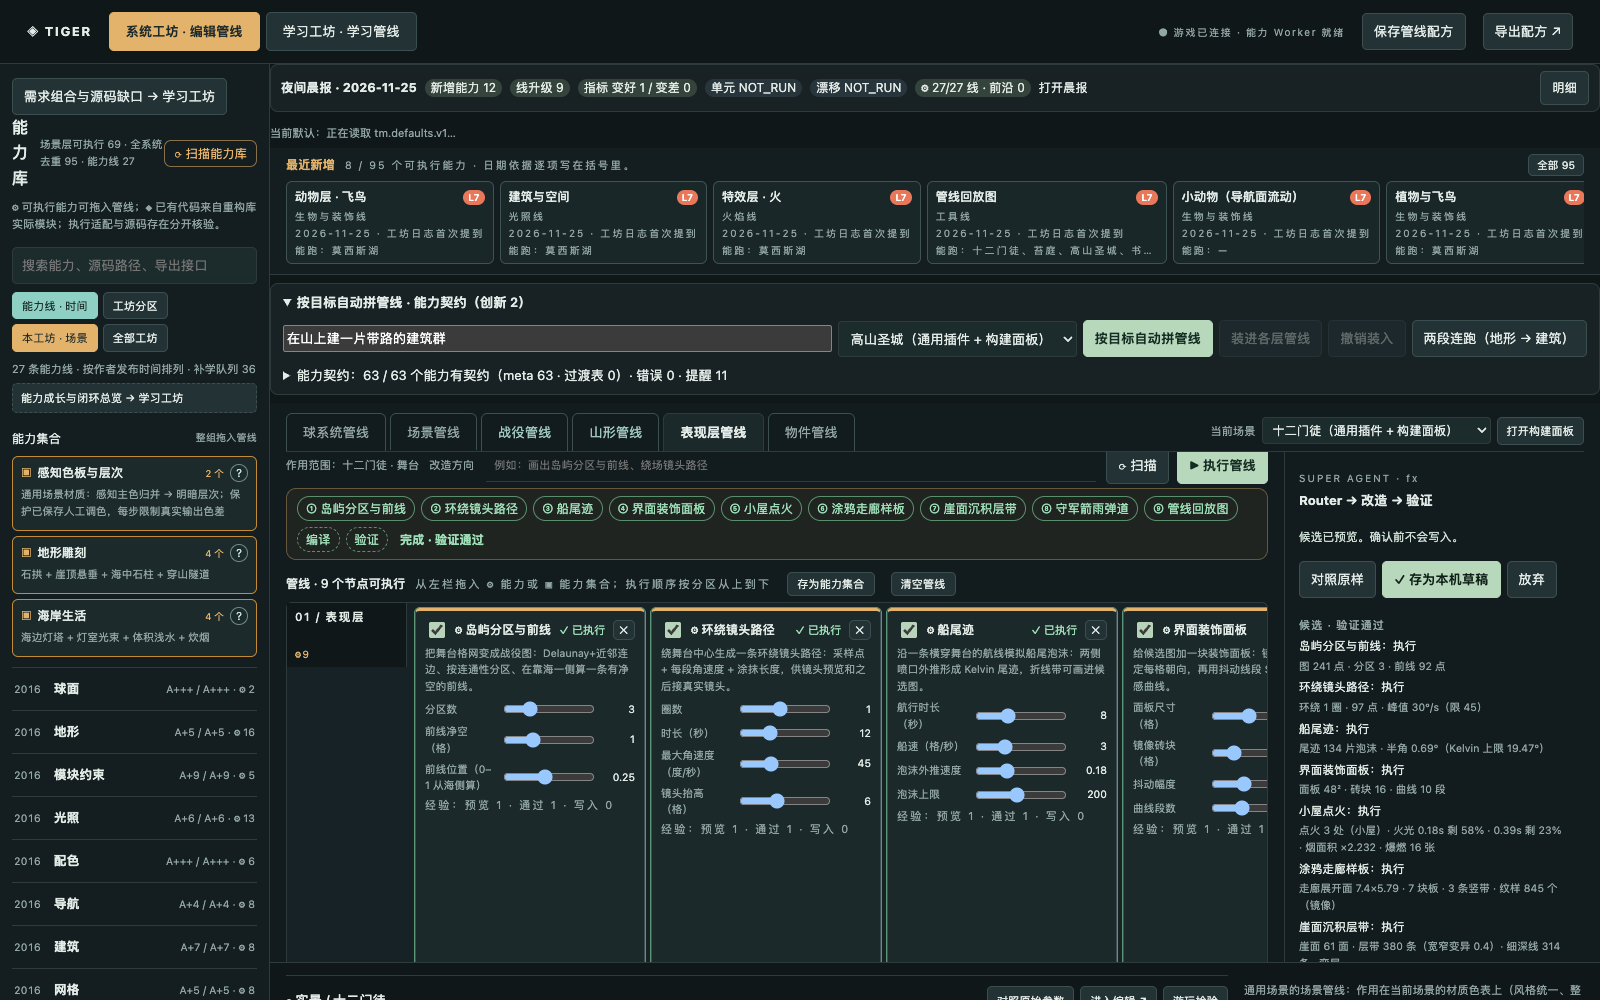 ◈ TIGER
系统工坊 · 编辑管线
学习工坊 · 学习管线
游戏已连接 · 能力 Worker 就绪
保存管线配方
导出配方 ↗
需求组合与源码缺口 → 学习工坊
能力库
场景层可执行 69 · 全系统去重 95 · 能力线 27
⟳ 扫描能力库
⚙ 可执行能力可拖入管线；◆ 已有代码来自重构库
实际模块；执行适配与源码存在分开核验。
搜索能力、源码路径、导出接口
能力线 · 时间
工坊分区
本工坊 · 场景
全部工坊
27 条能力线 · 按作者发布时间排列 · 补学队列 36
能力成长与闭环总览 → 学习工坊
能力集合
整组拖入管线
▣ 感知色板与层次 2 个 ?
通用场景材质：感知主色归并 → 明暗层次；保
护已保存人工调色，每步限制真实输出色差
▣ 地形雕刻 4 个 ?
石拱 + 崖顶悬垂 + 海中石柱 + 穿山隧道
▣ 海岸生活 4 个 ?
海边灯塔 + 灯室光束 + 体积浅水 + 炊烟
2016 球面 A+++ / A+++ · ⚙ 2
2016 地形 A+5 / A+5 · ⚙ 16
2016 模块约束 A+9 / A+9 · ⚙ 5
2016 光照 A+6 / A+6 · ⚙ 13
2016 配色 A+++ / A+++ · ⚙ 6
2016 导航 A+4 / A+4 · ⚙ 8
2016 建筑 A+7 / A+7 · ⚙ 8
2016 网格 A+5 / A+5 · ⚙ 8
夜间晨报 · 2026-11-25
新增能力 12
线升级 9
指标 变好 1 / 变差 0
单元 NOT_RUN
漂移 NOT_RUN
⚙ 27/27 线 · 前沿 0
打开晨报
明细
当前默认：正在读取 tm.defaults.v1…
最近新增
8 / 95 个可执行能力 · 日期依据逐项写在括号里。
全部 95
动物层 · 飞鸟 L7
生物与装饰线
2026-11-25 · 工坊日志首次提到
能跑：莫西斯湖
建筑与空间 L7
光照线
2026-11-25 · 工坊日志首次提到
能跑：莫西斯湖
特效层 · 火 L7
火焰线
2026-11-25 · 工坊日志首次提到
能跑：莫西斯湖
管线回放图 L7
工具线
2026-11-25 · 工坊日志首次提到
能跑：十二门徒、苔庭、高山圣城、书…
小动物（导航面流动） L7
生物与装饰线
2026-11-25 · 工坊日志首次提到
能跑：—
植物与飞鸟 L7
生物与装饰线
2026-11-25 · 工坊日志首次提到
能跑：莫西斯湖
▼ 按目标自动拼管线 · 能力契约（创新 2）
在山上建一片带路的建筑群
高山圣城（通用插件 + 构建面板）
按目标自动拼管线
装进各层管线
撤销装入
两段连跑（地形 → 建筑）
▶ 能力契约：63 / 63 个能力有契约（meta 63 · 过渡表 0）· 错误 0 · 提醒 11
球系统管线
场景管线
战役管线
山形管线
表现层管线
物件管线
当前场景
十二门徒（通用插件 + 构建面板）
打开构建面板
作用范围：十二门徒 · 舞台
改造方向
例如：画出岛屿分区与前线、绕场镜头路径
⟳ 扫描
▶ 执行管线
① 岛屿分区与前线
② 环绕镜头路径
③ 船尾迹
④ 界面装饰面板
⑤ 小屋点火
⑥ 涂鸦走廊样板
⑦ 崖面沉积层带
⑧ 守军箭雨弹道
⑨ 管线回放图
编译
验证
完成 · 验证通过
管线 · 9 个节点可执行
从左栏拖入 ⚙ 能力或 ▣ 能力集合；执行顺序按分区从上到下
存为能力集合
清空管线
01 / 表现层
⚙9
⚙ 岛屿分区与前线 ✓ 已执行 ✕
把舞台格网变成战役图：Delaunay+近邻连
边、按连通性分区、在靠海一侧算一条有净
空的前线。
分区数 3
前线净空（格） 1
前线位置（0–1 从海侧算） 0.25
经验：预览 1 · 通过 1 · 写入 0
⚙ 环绕镜头路径 ✓ 已执行 ✕
绕舞台中心生成一条环绕镜头路径：采样点
+ 每段角速度 + 涂抹长度，供镜头预览和之
后接真实镜头。
圈数 1
时长（秒） 12
最大角速度（度/秒） 45
镜头抬高（格） 6
经验：预览 1 · 通过 1 · 写入 0
⚙ 船尾迹 ✓ 已执行 ✕
沿一条横穿舞台的航线模拟船尾泡沫：两侧
喷口外推形成 Kelvin 尾迹，折线带可画进候
选图。
航行时长（秒） 8
船速（格/秒） 3
泡沫外推速度 0.18
泡沫上限 200
经验：预览 1 · 通过 1 · 写入 0
⚙ 界面装饰面板
给候选图加一块装饰面板：
定每格朝向，再用抖动线段
感曲线。
面板尺寸（格）
镜像砖块（格）
抖动幅度
曲线段数
经验：预览 1 · 通过 1
SUPER AGENT · fx
Router → 改造 → 验证
候选已预览。确认前不会写入。
对照原样
✓ 存为本机草稿
放弃
候选 · 验证通过
岛屿分区与前线：执行
图 241 点 · 分区 3 · 前线 92 点
环绕镜头路径：执行
环绕 1 圈 · 97 点 · 峰值 30°/s（限 45）
船尾迹：执行
尾迹 134 片泡沫 · 半角 0.69°（Kelvin 上限 19.47°）
界面装饰面板：执行
面板 48² · 砖块 16 · 曲线 10 段
小屋点火：执行
点火 3 处（小屋）· 火光 0.18s 剩 58% · 0.39s 剩 23%
· 烟面积 ×2.232 · 爆燃 16 张
涂鸦走廊样板：执行
走廊展开面 7.4×5.79 · 7 块板 · 3 条竖带 · 纹样 845 个
（镜像）
崖面沉积层带：执行
崖面 61 面 · 层带 380 条（宽窄变异 0.4）· 细深线 314
实景 / 十二门徒
对照原始参数
进入编辑 ↗
游玩检验
通用场景的场景管线：作用在当前场景的材质色表上（风格统一、整